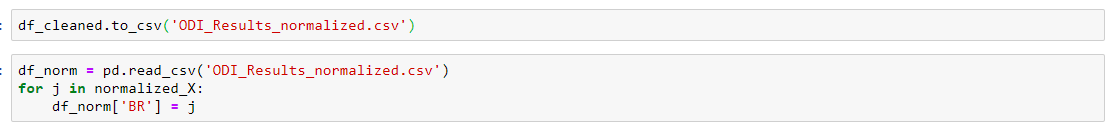 : df_cleaned.to_csv('ODI_Results_normalized.csv')
: df_norm = pd.read_csv('ODI_Results_normalized.csv')
for j in normalized_X:
    df_norm['BR'] = j